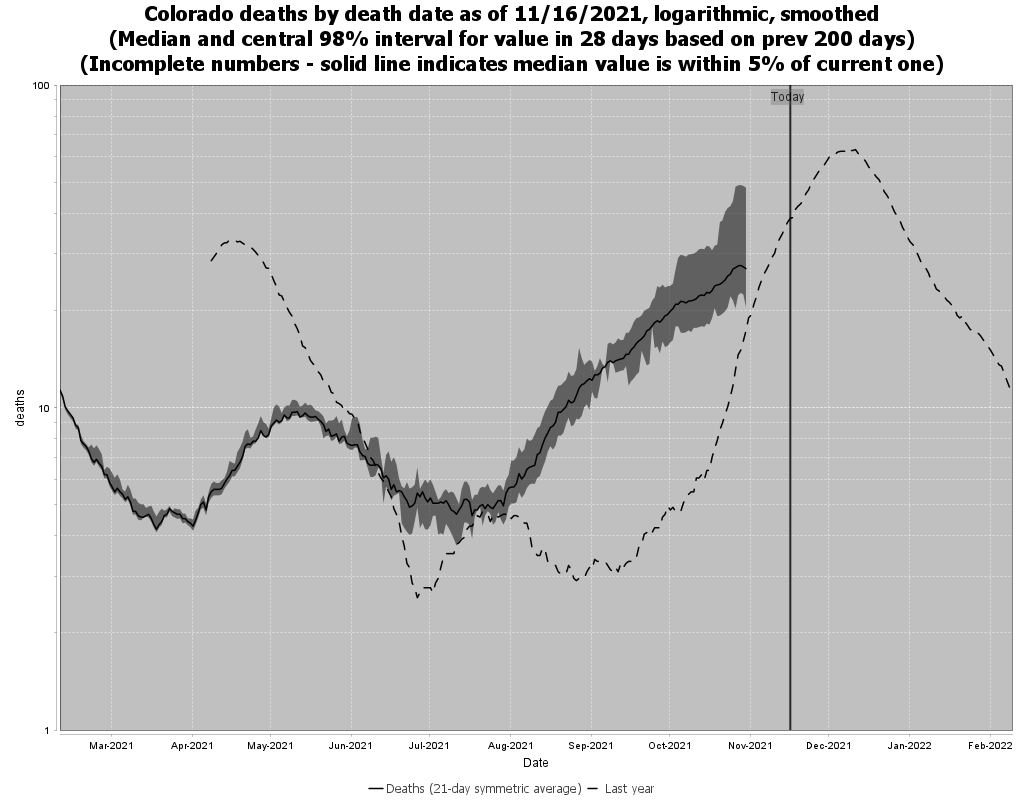 Colorado deaths by death date as of 11/16/2021, logarithmic, smoothed
(Median and central 98% interval for value in 28 days based on prev 200 days)
(Incomplete numbers - solid line indicates median value is within 5% of current one)
100
Today
10
deaths
1
Mar-2021 Apr-2021 May-2021 Jun-2021 Jul-2021 Aug-2021 Sep-2021 Oct-2021 Nov-2021 Dec-2021 Jan-2022 Feb-2022
Date
Deaths (21-day symmetric average) Last year